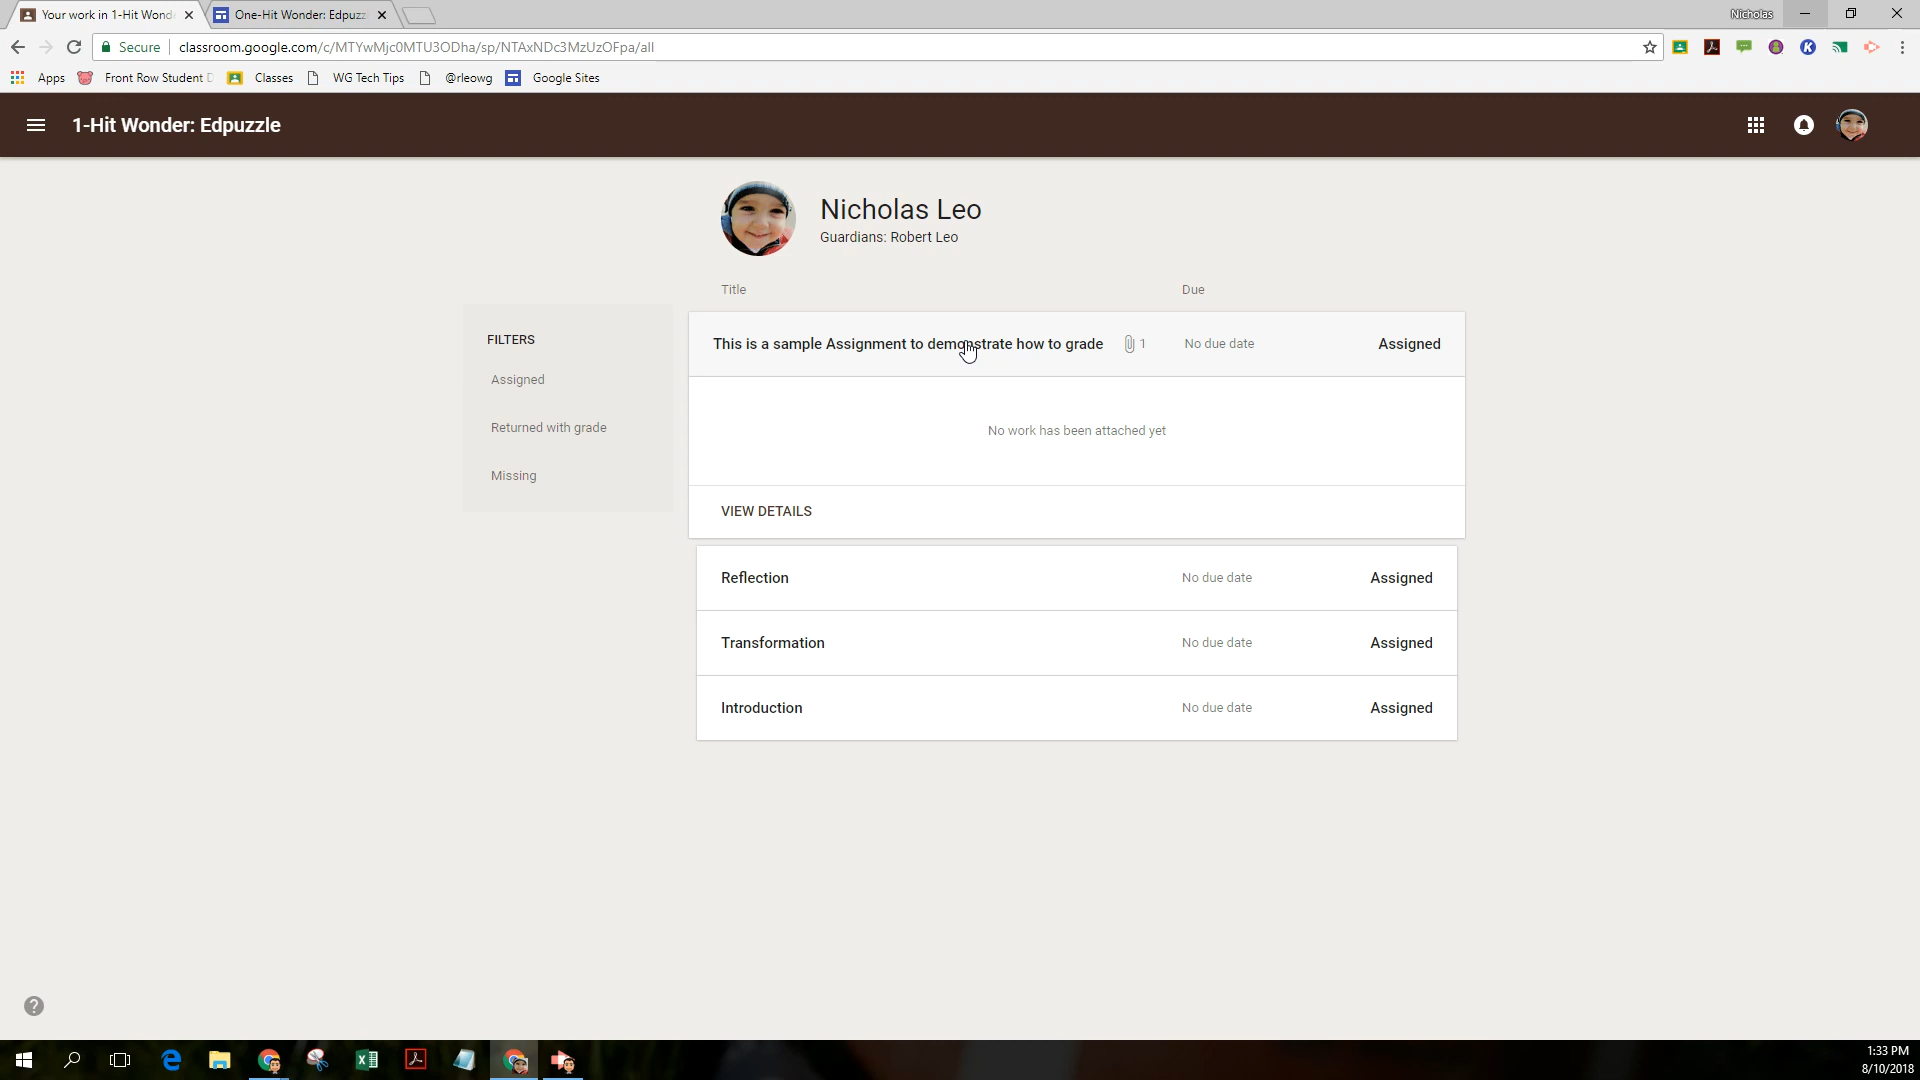 Your work in 1-Hit Wond
One-Hit Wonder: Edpuzz
Nicholas
Secure
classroom.google.com/c/MTYwMjc0MTU3ODha/sp/NTAxNDc3MzUzOFpa/all
Apps
Front Row Student D
Classes
WG Tech Tips
@rleowg
Google Sites
1-Hit Wonder: Edpuzzle
Nicholas Leo
Guardians: Robert Leo
Title
Due
FILTERS
Assigned
Returned with grade
Missing
This is a sample Assignment to demonstrate how to grade
1
No due date
Assigned
No work has been attached yet
VIEW DETAILS
Reflection
No due date
Assigned
Transformation
No due date
Assigned
Introduction
No due date
Assigned
1:33 PM
8/10/2018